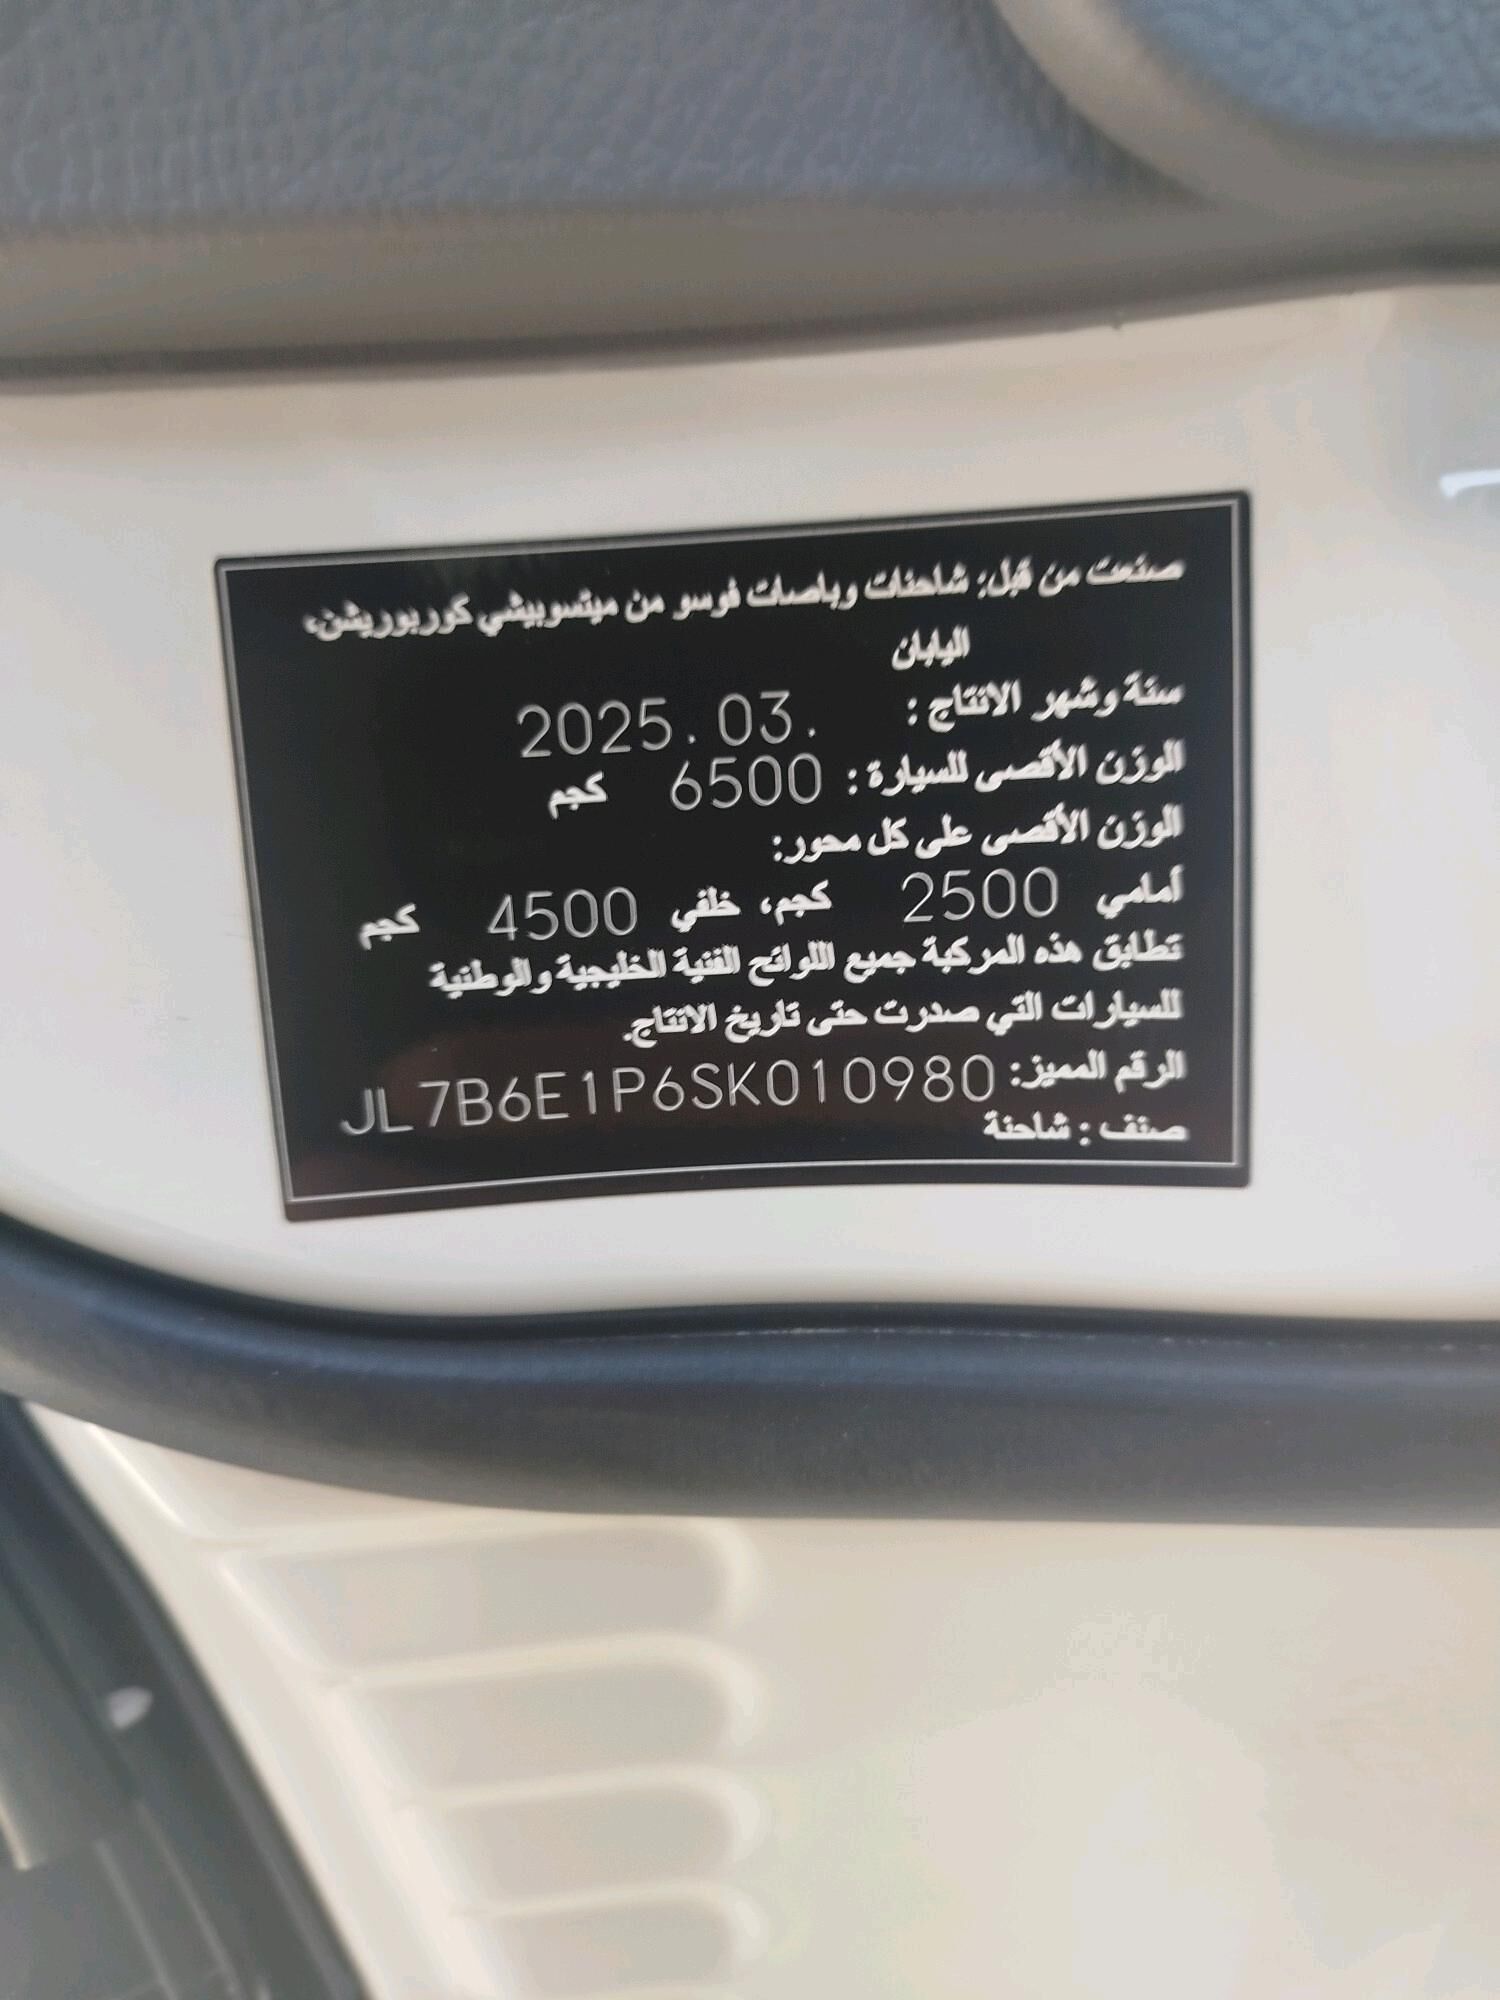 صنعت من قبل: شاحنات وباصات فوسو من ميتسوبيشي كوربوريشن،
اليابان
سنة وشهر الانتاج : 2025.03.
الوزن الأقصى للسيارة : 6500 كجم
الوزن الأقصى على كل محور:
أمامي 2500 كجم، خلفي 4500 كجم
تطابق هذه المركبة جميع اللوائح الفنية الخليجية والوطنية
للسيارات التي صدرت حتى تاريخ الانتاج.
الرقم المميز: JL7B6E1P6SK010980
صنف : شاحنة